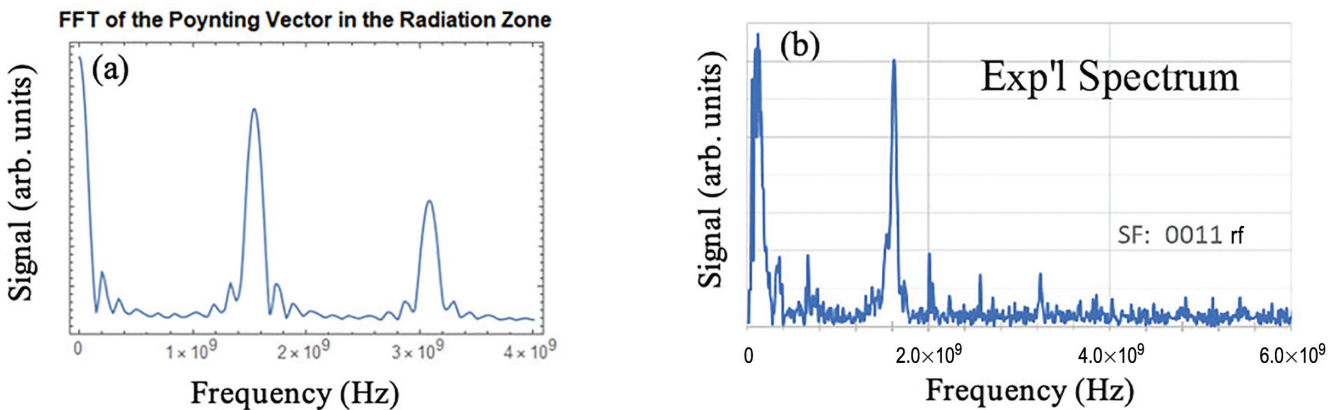 FFT of the Poynting Vector in the Radiation Zone
(a)
Signal (arb. units)
0 1×10⁹ 2×10⁹ 3×10⁹ 4×10⁹
Frequency (Hz)
(b)
Exp'l Spectrum
Signal (arb. units)
SF: 0011 rf
0 2.0×10⁹ 4.0×10⁹ 6.0×10⁹
Frequency (Hz)